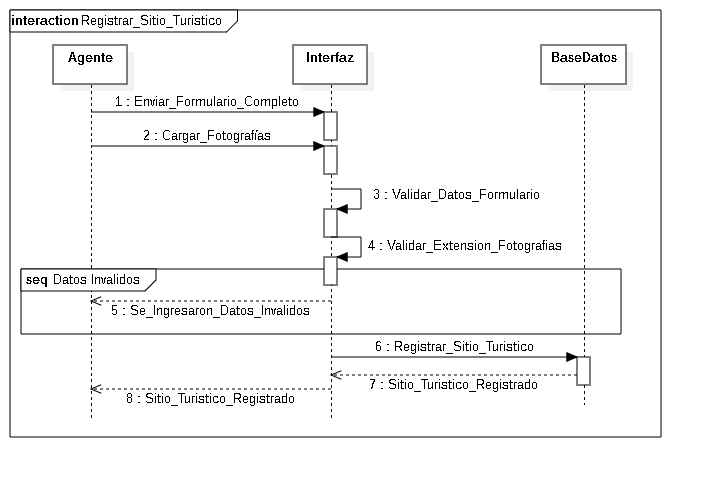 interaction Registrar_Sitio_Turistico
Agente
Interfaz
BaseDatos
1 : Enviar_Formulario_Completo
2 : Cargar_Fotografías
3 : Validar_Datos_Formulario
4 : Validar_Extension_Fotografias
seq Datos Invalidos
5 : Se_Ingresaron_Datos_Invalidos
6 : Registrar_Sitio_Turistico
7 : Sitio_Turistico_Registrado
8 : Sitio_Turistico_Registrado